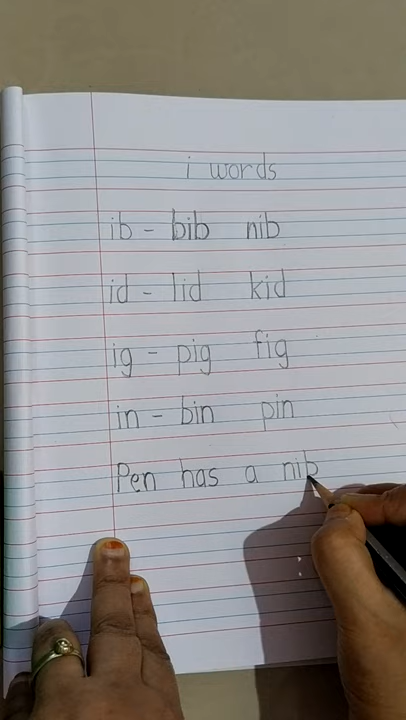 i words
ib - bib nib
id - lid kid
ig - pig fig
in - bin pin
Pen has a nib